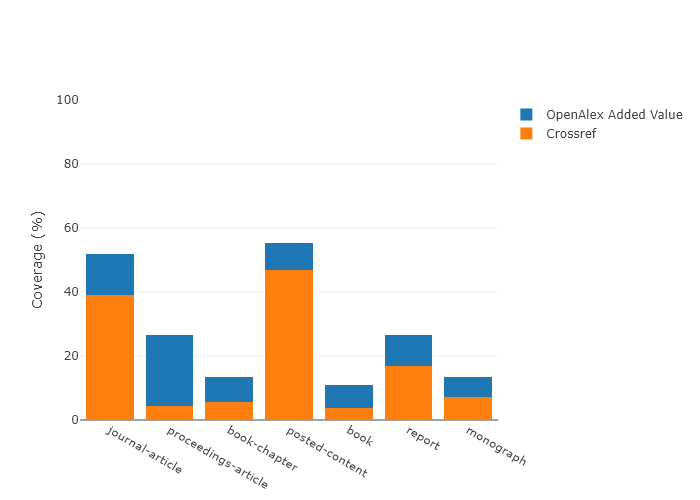 100
80
60
40
20
0
Coverage (%)
journal-article
proceedings-article
book-chapter
posted-content
book
report
monograph
OpenAlex Added Value
Crossref